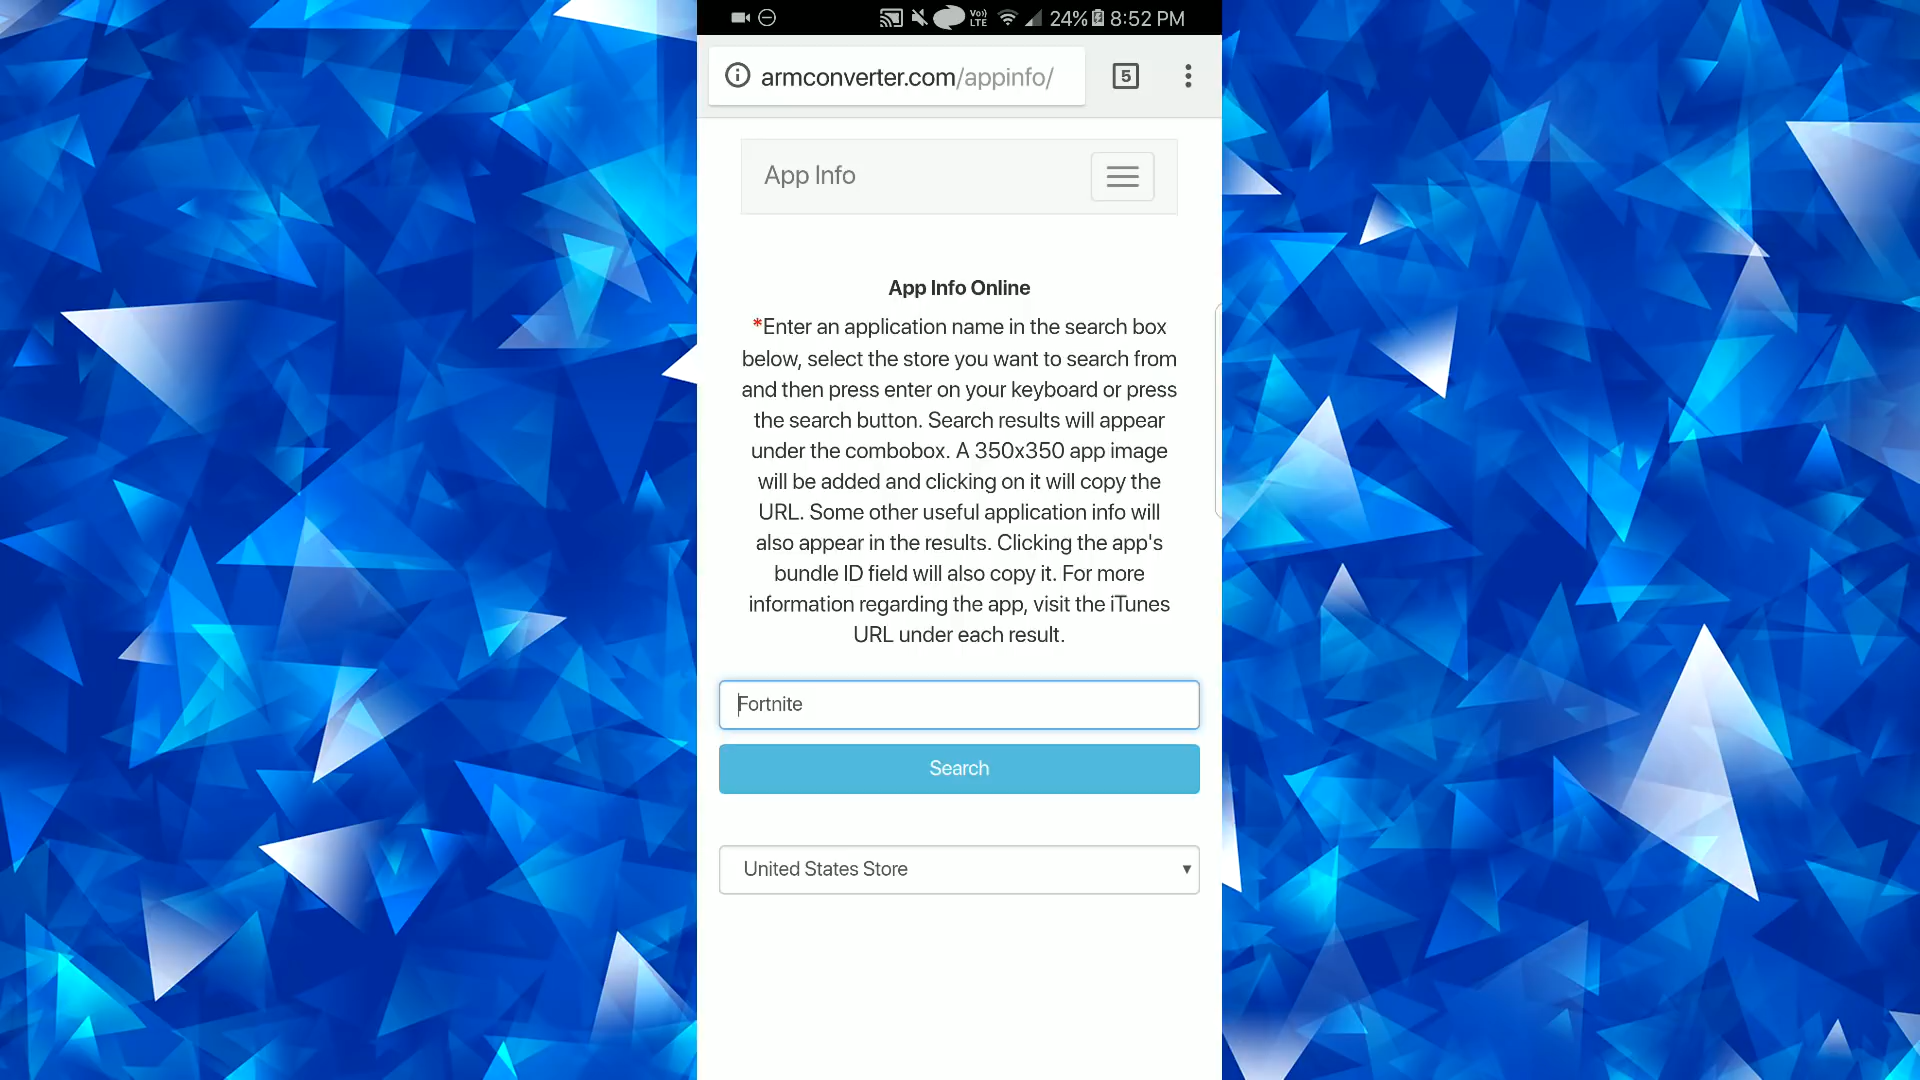 Vo)) LTE 24% 8:52 PM
armconverter.com/appinfo/ 5
App Info
App Info Online
*Enter an application name in the search box
below, select the store you want to search from
and then press enter on your keyboard or press
the search button. Search results will appear
under the combobox. A 350x350 app image
will be added and clicking on it will copy the
URL. Some other useful application info will
also appear in the results. Clicking the app's
bundle ID field will also copy it. For more
information regarding the app, visit the iTunes
URL under each result.
Fortnite
Search
United States Store